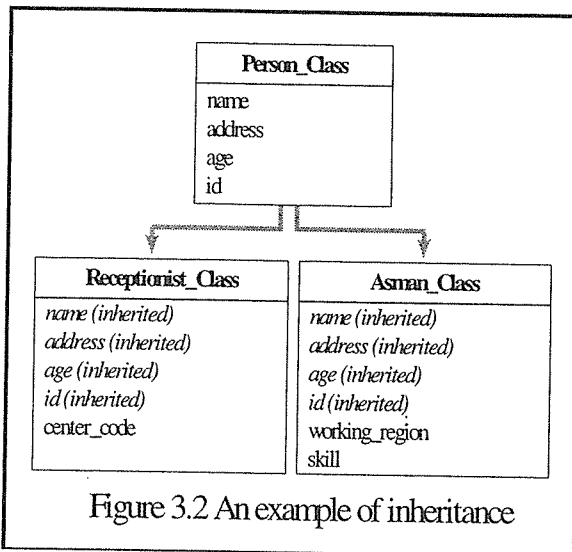 Person_Class
name
address
age
id
Receptionist_Class
name (inherited)
address (inherited)
age (inherited)
id (inherited)
center_code
Asman_Class
name (inherited)
address (inherited)
age (inherited)
id (inherited)
working_region
skill
Figure 3.2 An example of inheritance